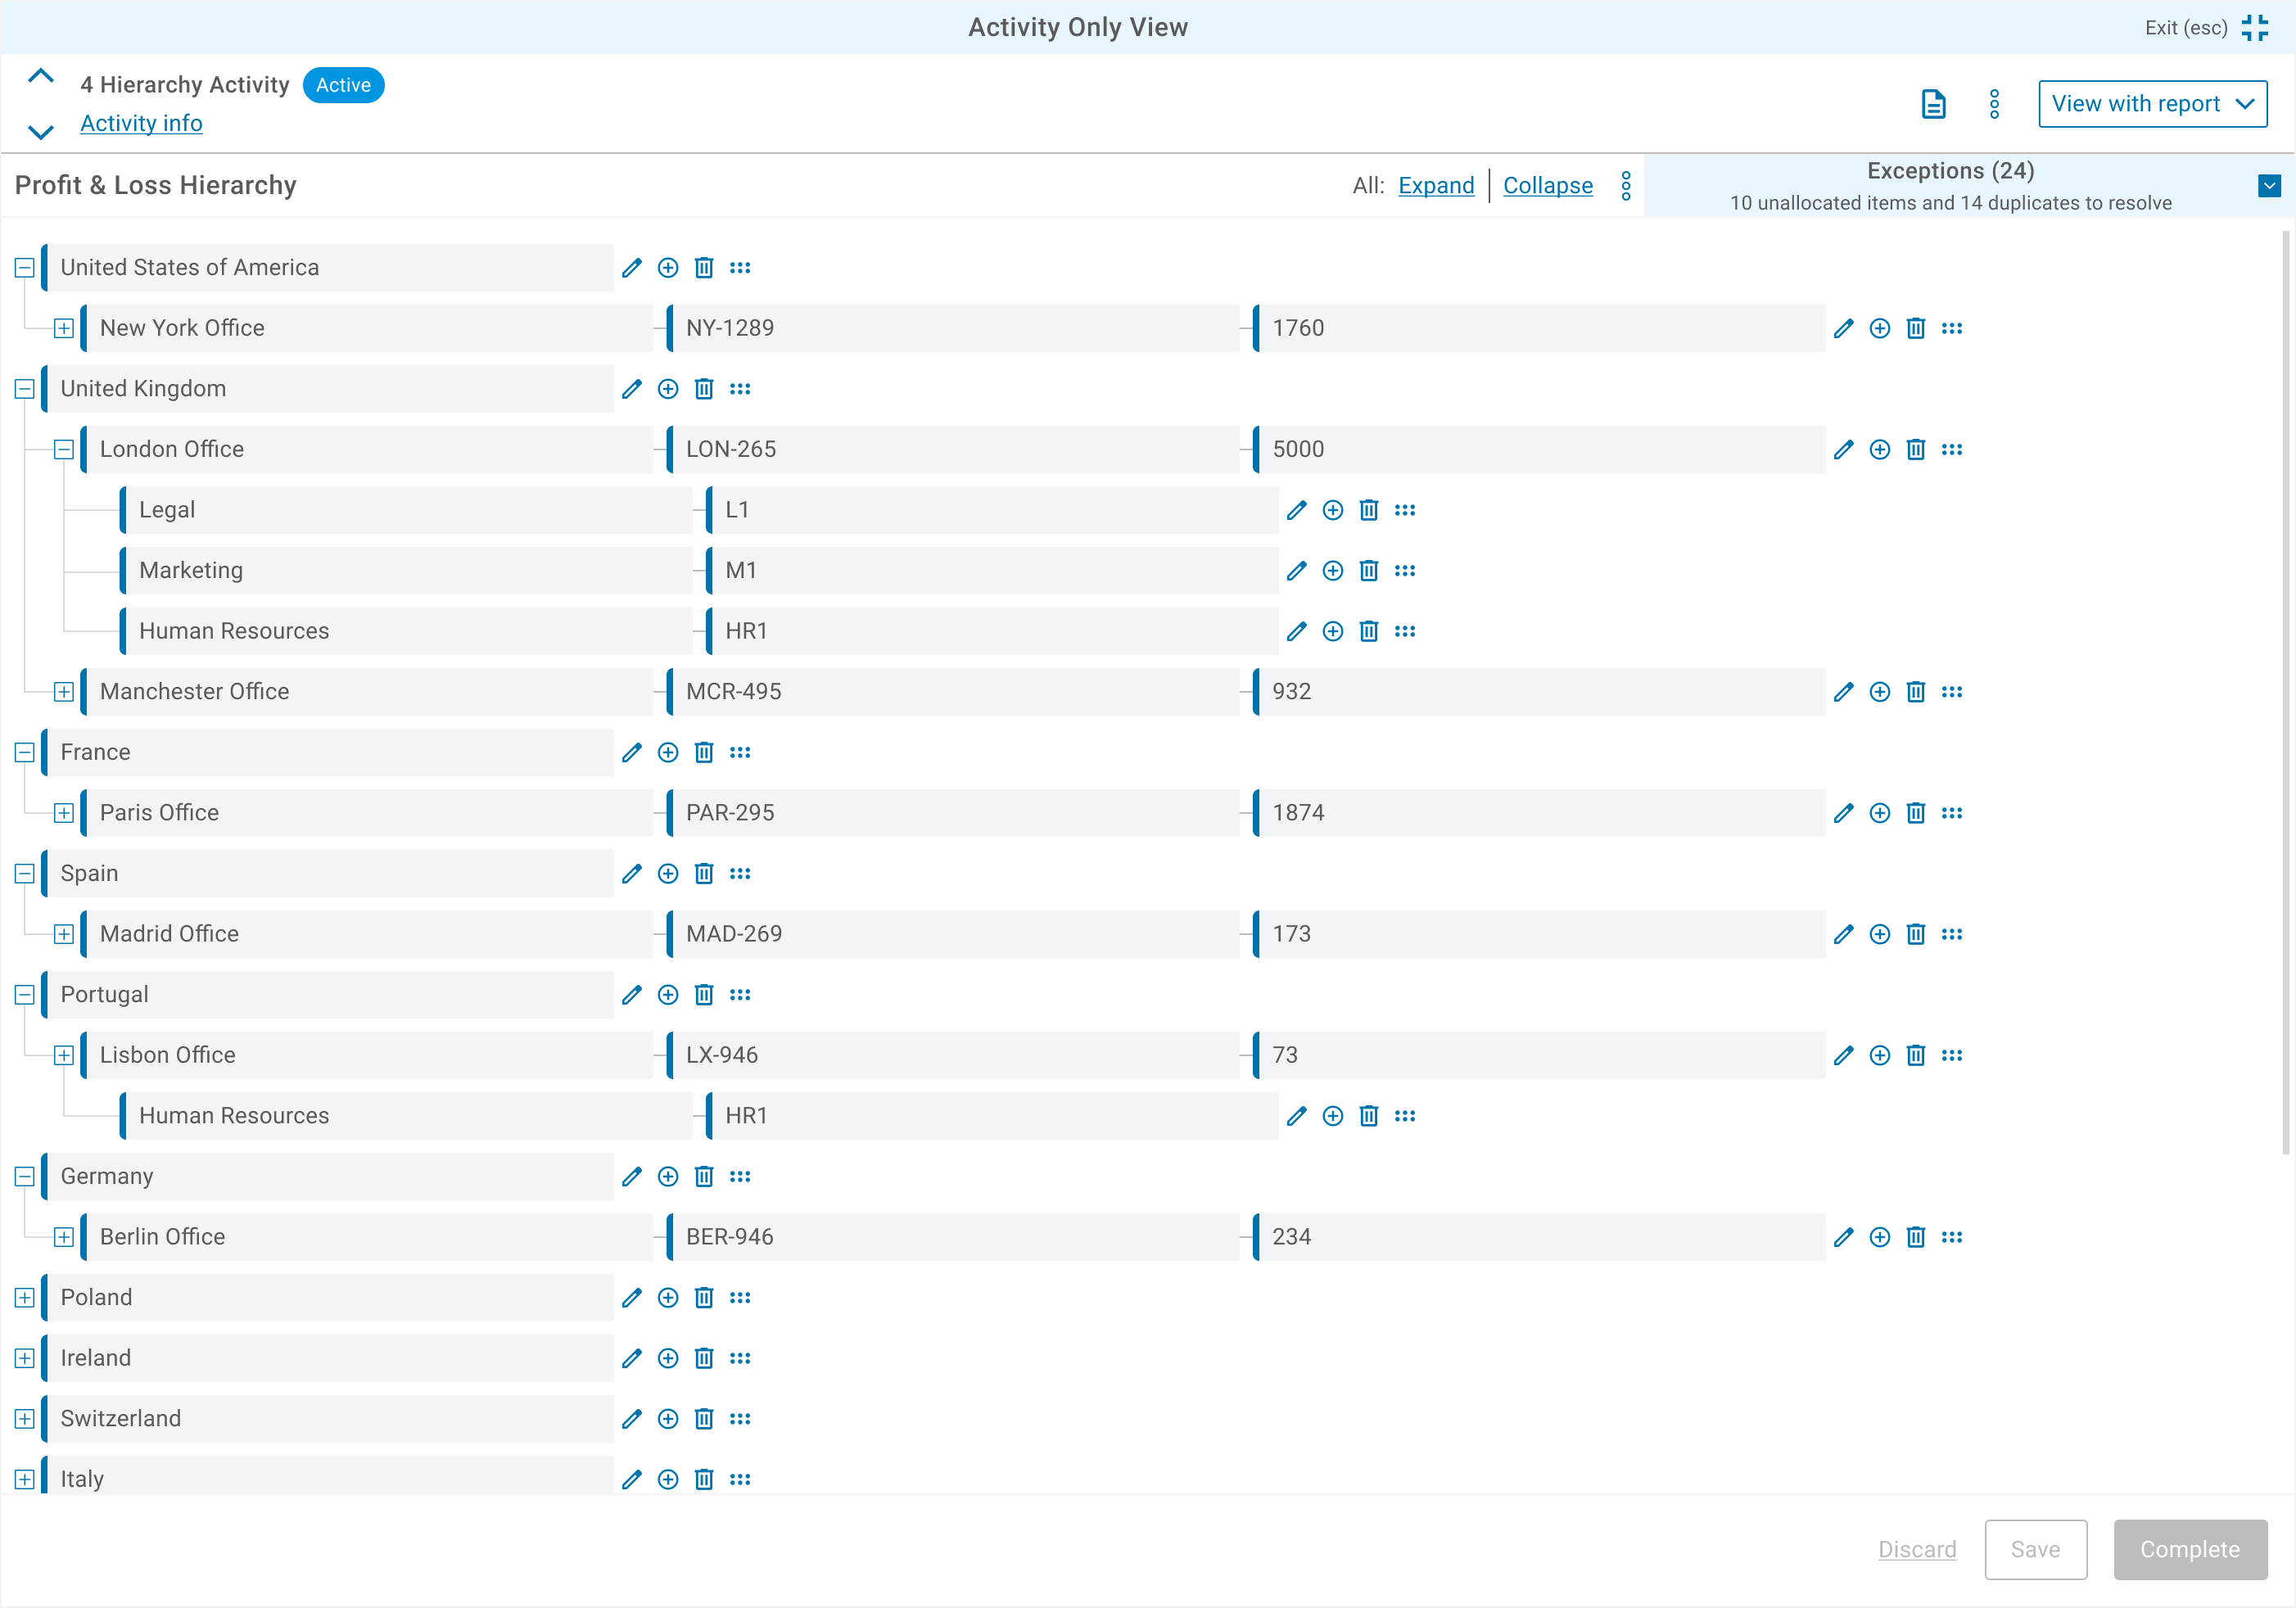 Activity Only View
Exit (esc)
4 Hierarchy Activity Active
Activity info
View with report
Profit & Loss Hierarchy
All: Expand | Collapse
Exceptions (24)
10 unallocated items and 14 duplicates to resolve
United States of America
New York Office NY-1289 1760
United Kingdom
London Office LON-265 5000
Legal L1
Marketing M1
Human Resources HR1
Manchester Office MCR-495 932
France
Paris Office PAR-295 1874
Spain
Madrid Office MAD-269 173
Portugal
Lisbon Office LX-946 73
Human Resources HR1
Germany
Berlin Office BER-946 234
Poland
Ireland
Switzerland
Italy
Discard Save Complete